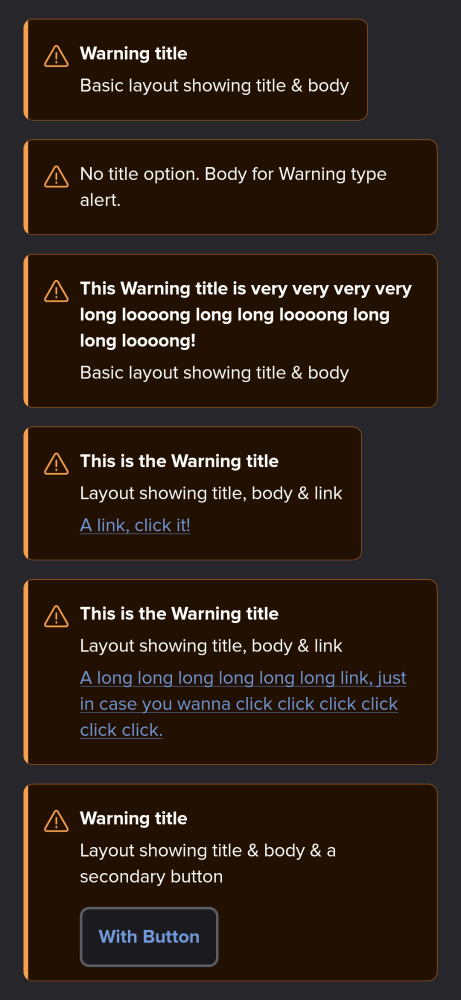 Warning title
Basic layout showing title & body
No title option. Body for Warning type
alert.
This Warning title is very very very very
long loooong long long loooong long
long loooong!
Basic layout showing title & body
This is the Warning title
Layout showing title, body & link
A link, click it!
This is the Warning title
Layout showing title, body & link
A long long long long long long link, just
in case you wanna click click click click
click click.
Warning title
Layout showing title & body & a
secondary button
With Button